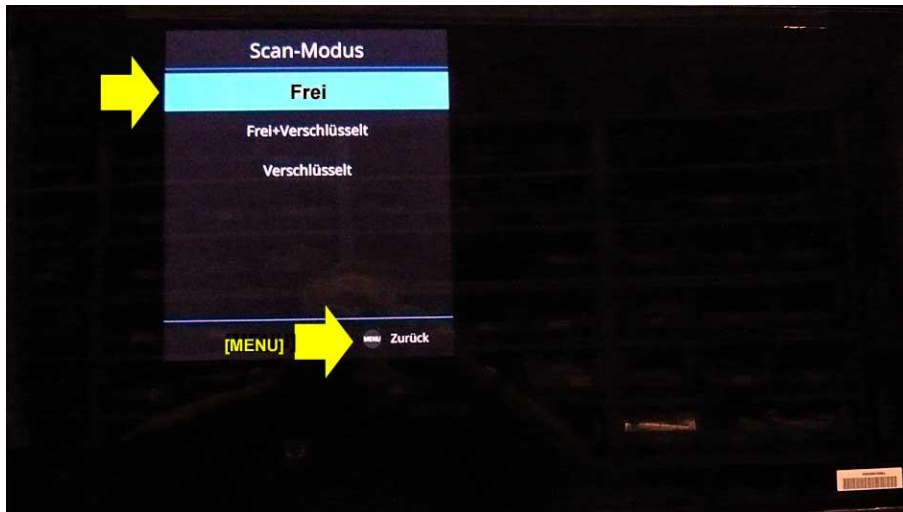 Scan-Modus
Frei
Frei+Verschlüsselt
Verschlüsselt
[MENU] MENU Zurück